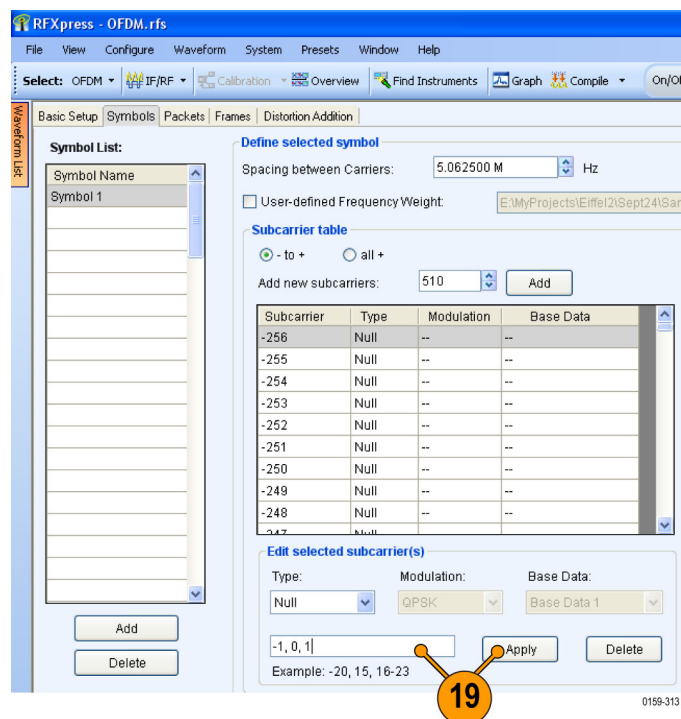 RFXpress - OFDM.rfs
File View Configure Waveform System Presets Window Help
Select: OFDM IF/RF Calibration Overview Find Instruments Graph Compile
Waveform List
Basic Setup Symbols Packets Frames Distortion Addition
Symbol List:
Symbol Name
Symbol 1
Add
Delete
Define selected symbol
Spacing between Carriers: 5.062500 M Hz
User-defined Frequency Weight: E:\MyProjects\Eiffel2\Sept24\Sar
Subcarrier table
- to + all +
Add new subcarriers: 510 Add
Subcarrier Type Modulation Base Data
-256 Null -- --
-255 Null -- --
-254 Null -- --
-253 Null -- --
-252 Null -- --
-251 Null -- --
-250 Null -- --
-249 Null -- --
-248 Null -- --
Edit selected subcarrier(s)
Type: Modulation: Base Data:
Null QPSK Base Data 1
-1, 0, 1 Apply Delete
Example: -20, 15, 16-23
19
0159-313